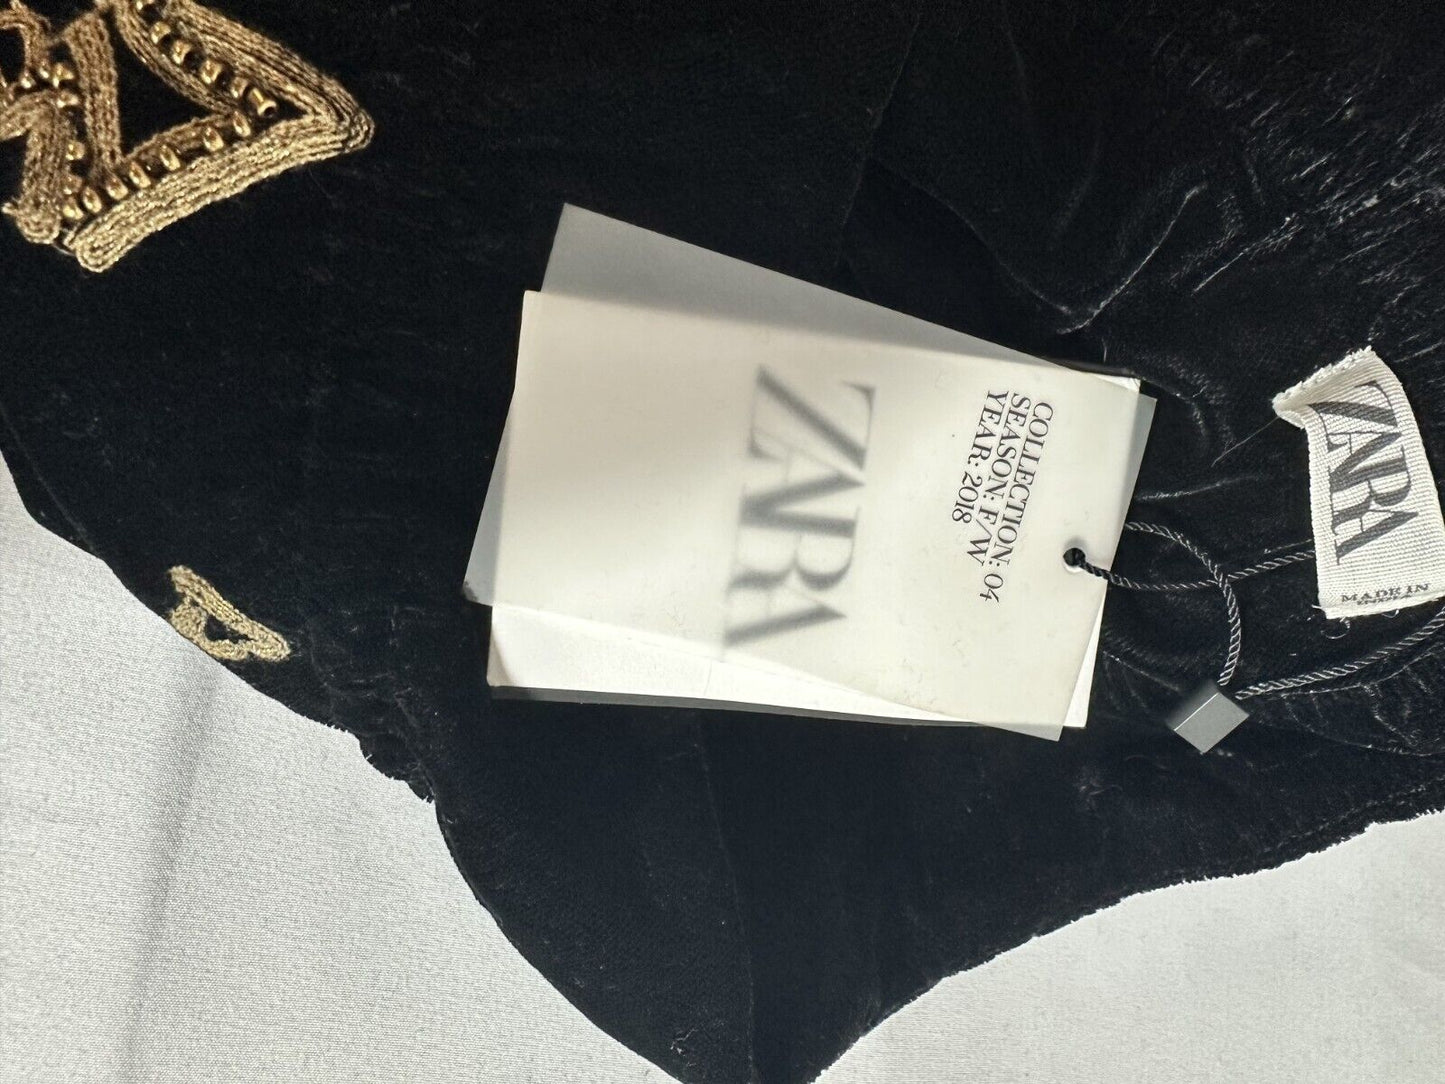 COLLECTION: 04
SEASON: F/W
YEAR: 2018
ZARA
ZARA
MADE IN